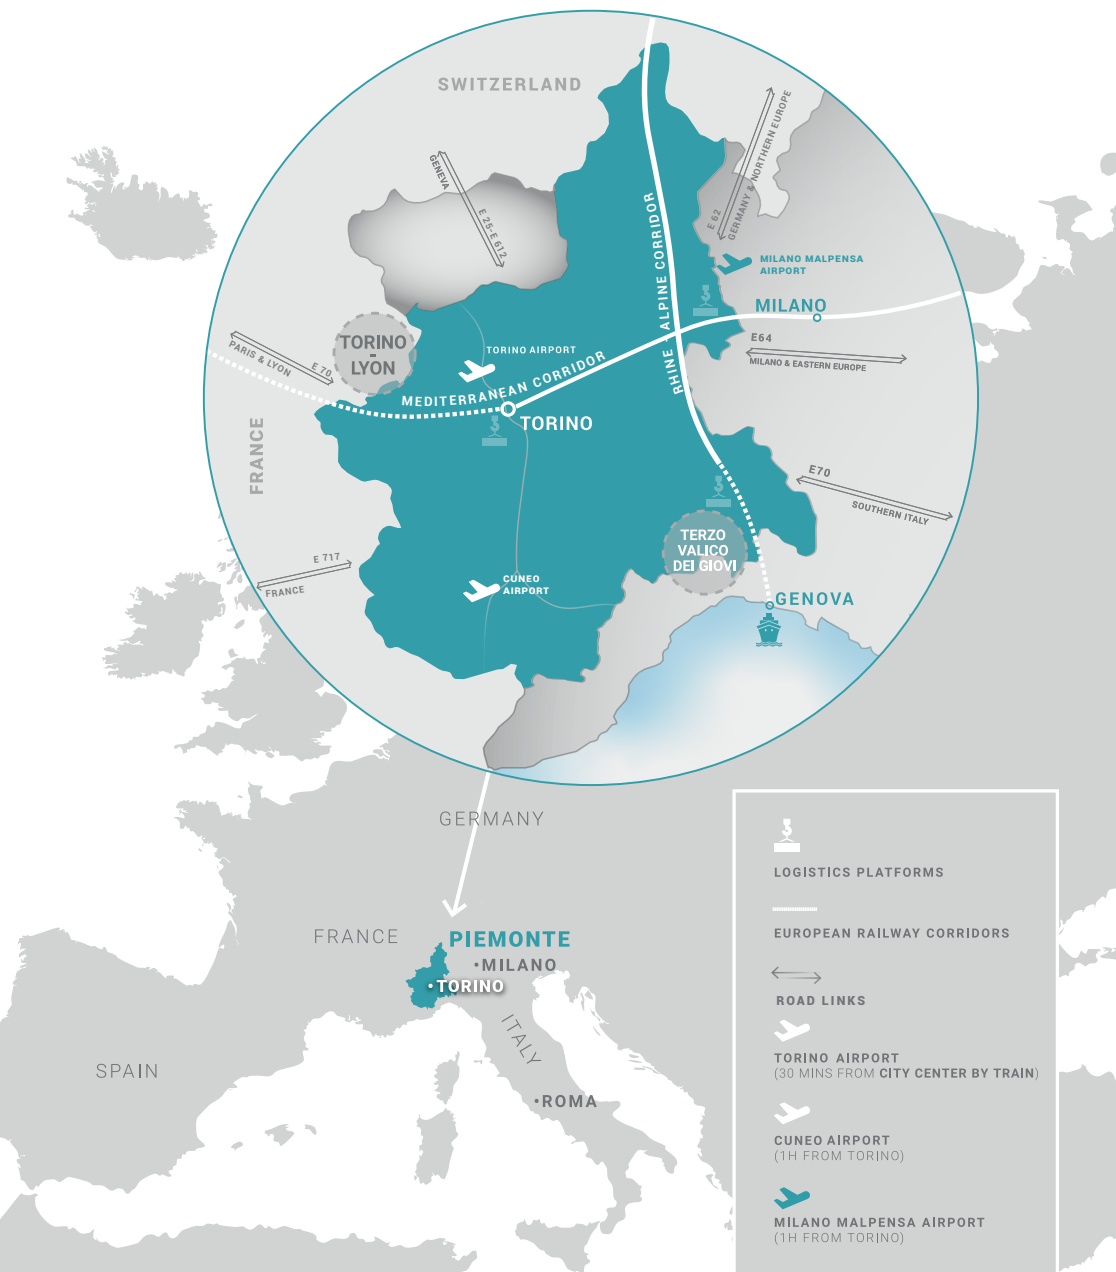 SWITZERLAND
GENEVA
E 25-E 612
E 62
GERMANY & NORTHERN EUROPE
RHINE - ALPINE CORRIDOR
MILANO MALPENSA
AIRPORT
MILANO
E64
MILANO & EASTERN EUROPE
PARIS & LYON
E 70
TORINO
-
LYON
TORINO AIRPORT
MEDITERRANEAN CORRIDOR
TORINO
FRANCE
E70
SOUTHERN ITALY
TERZO
VALICO
DEI GIOVI
E 717
FRANCE
CUNEO
AIRPORT
GENOVA
GERMANY
FRANCE
PIEMONTE
MILANO
TORINO
ITALY
SPAIN
ROMA
LOGISTICS PLATFORMS
EUROPEAN RAILWAY CORRIDORS
ROAD LINKS
TORINO AIRPORT
(30 MINS FROM CITY CENTER BY TRAIN)
CUNEO AIRPORT
(1H FROM TORINO)
MILANO MALPENSA AIRPORT
(1H FROM TORINO)